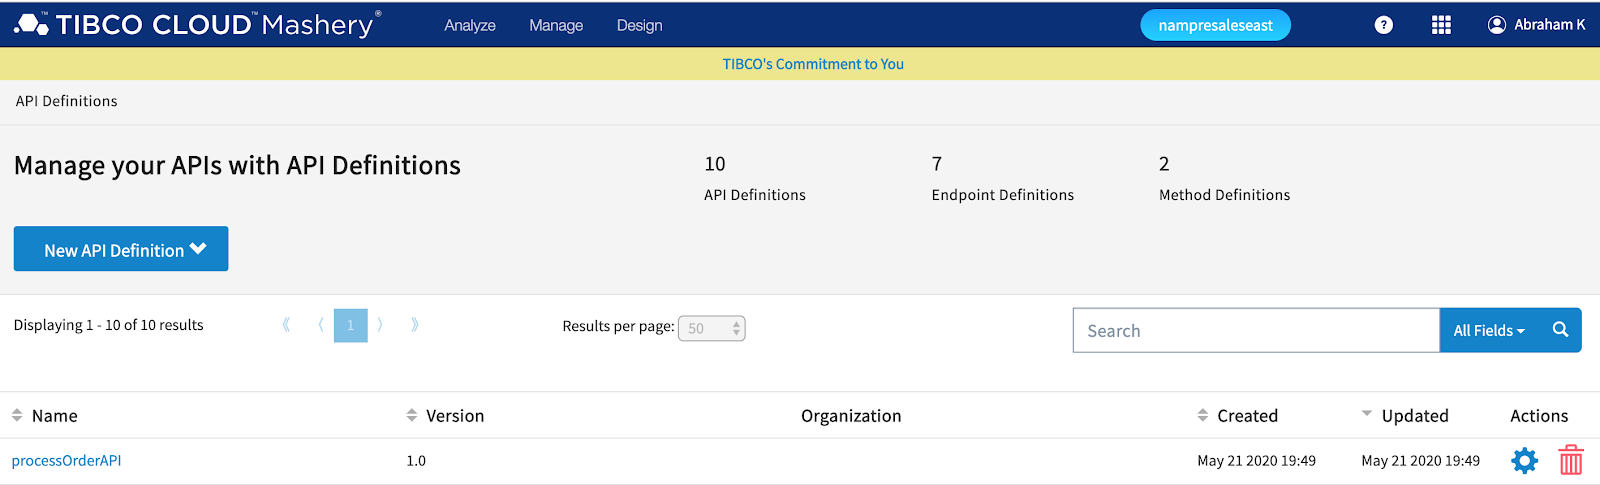 TIBCO CLOUD™ Mashery® Analyze Manage Design nampresaleseast ? Abraham K
TIBCO's Commitment to You
API Definitions
Manage your APIs with API Definitions
10 7 2
API Definitions Endpoint Definitions Method Definitions
New API Definition
Displaying 1 - 10 of 10 results 《 〈 1 〉 》 Results per page: 50 Search All Fields
Name Version Organization Created Updated Actions
processOrderAPI 1.0 May 21 2020 19:49 May 21 2020 19:49